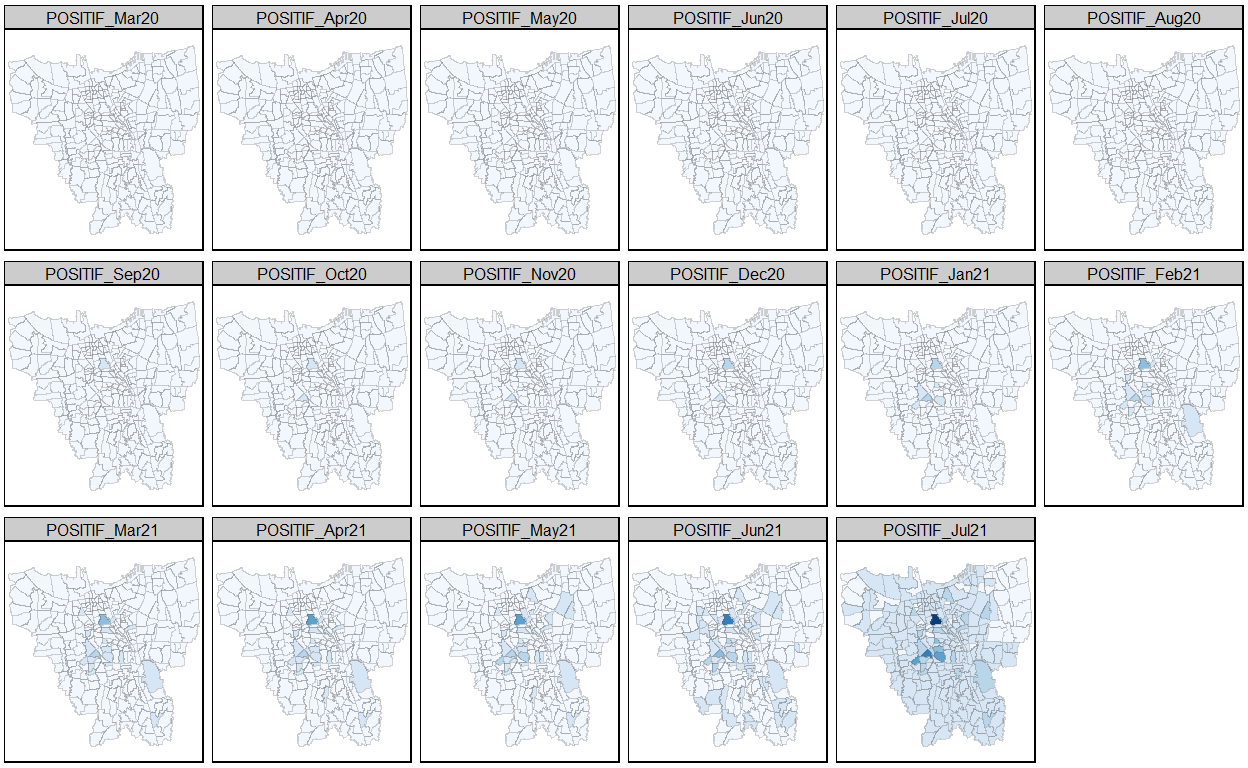 POSITIF_Mar20
POSITIF_Apr20
POSITIF_May20
POSITIF_Jun20
POSITIF_Jul20
POSITIF_Aug20
POSITIF_Sep20
POSITIF_Oct20
POSITIF_Nov20
POSITIF_Dec20
POSITIF_Jan21
POSITIF_Feb21
POSITIF_Mar21
POSITIF_Apr21
POSITIF_May21
POSITIF_Jun21
POSITIF_Jul21